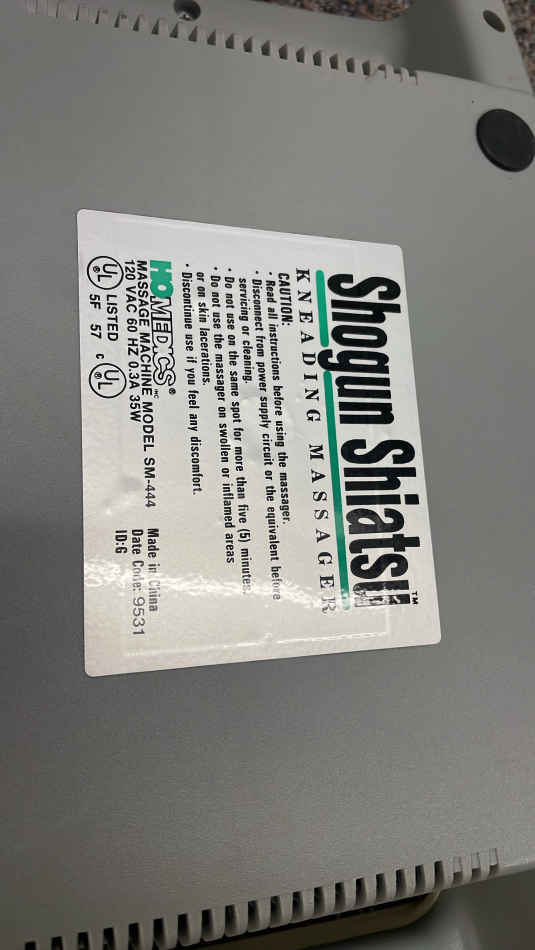 Shogun Shiatsu™
KNEADING MASSAGER
CAUTION:
• Read all instructions before using the massager.
• Disconnect from power supply circuit or the equivalent before
servicing or cleaning.
• Do not use on the same spot for more than five (5) minutes.
• Do not use the massager on swollen or inflamed areas
or on skin lacerations.
• Discontinue use if you feel any discomfort.
HOMEDICS® INC
MASSAGE MACHINE MODEL SM-444
120 VAC 60 HZ 0.3A 35W
UL® LISTED c UL®
5F 57
Made in China
Date Code: 9531
ID:G